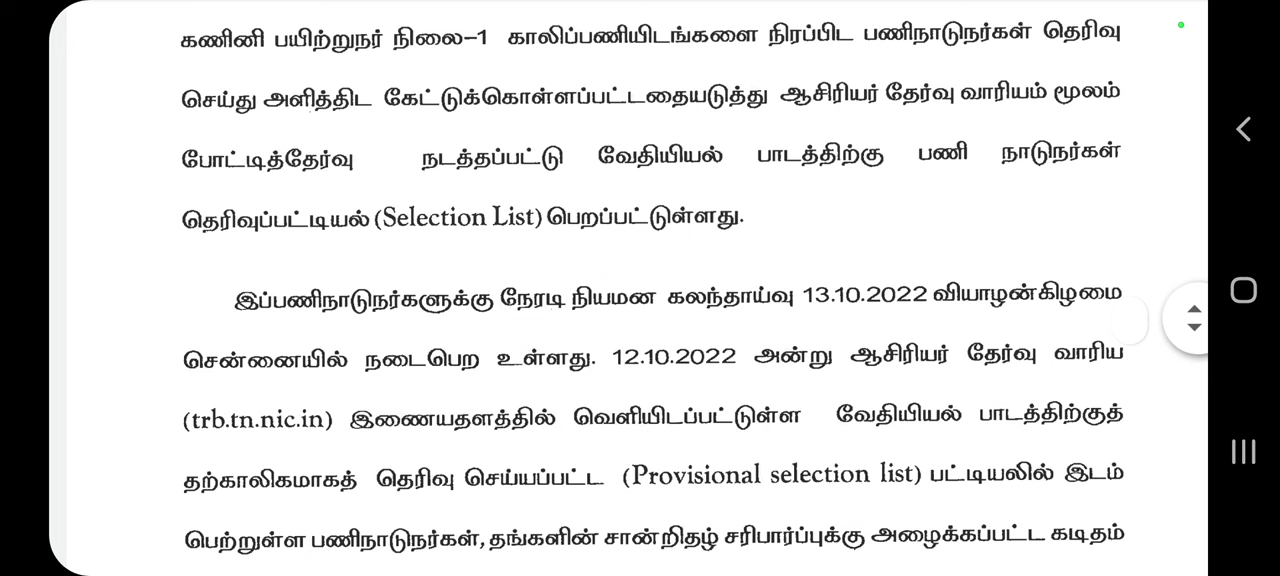 கணினி பயிற்றுநர் நிலை-1 காலிப்பணியிடங்களை நிரப்பிட பணிநாடுநர்கள் தெரிவு
செய்து அளித்திட கேட்டுக்கொள்ளப்பட்டதையடுத்து ஆசிரியர் தேர்வு வாரியம் மூலம்
போட்டித்தேர்வு நடத்தப்பட்டு வேதியியல் பாடத்திற்கு பணி நாடுநர்கள்
தெரிவுப்பட்டியல் (Selection List) பெறப்பட்டுள்ளது.
இப்பணிநாடுநர்களுக்கு நேரடி நியமன கலந்தாய்வு 13.10.2022 வியாழன்கிழமை
சென்னையில் நடைபெற உள்ளது. 12.10.2022 அன்று ஆசிரியர் தேர்வு வாரிய
(trb.tn.nic.in) இணையதளத்தில் வெளியிடப்பட்டுள்ள வேதியியல் பாடத்திற்குத்
தற்காலிகமாகத் தெரிவு செய்யப்பட்ட (Provisional selection list) பட்டியலில் இடம்
பெற்றுள்ள பணிநாடுநர்கள், தங்களின் சான்றிதழ் சரிபார்ப்புக்கு அழைக்கப்பட்ட கடிதம்